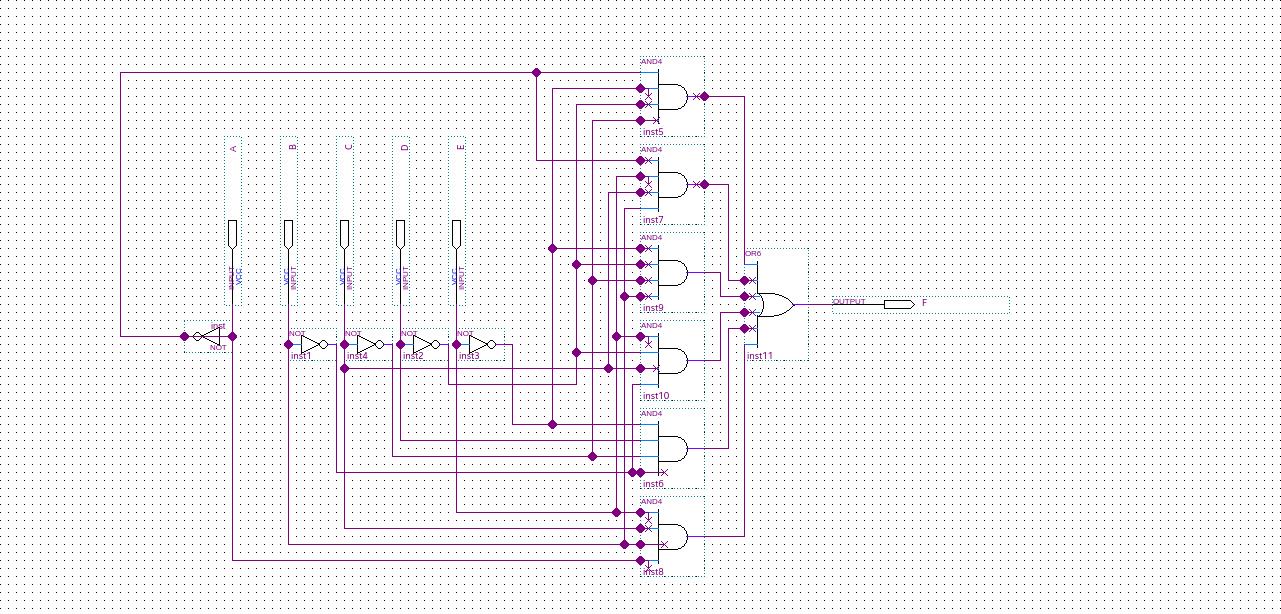 AND4
inst5
A
B
C
D
E
AND4
inst7
AND4
OR6
INPUT
VCC
VCC
INPUT
VCC
INPUT
VCC
INPUT
VCC
INPUT
inst9
OUTPUT
F
inst
NOT
NOT
inst1
NOT
inst4
NOT
inst2
NOT
inst3
AND4
inst11
inst10
AND4
inst6
AND4
inst8